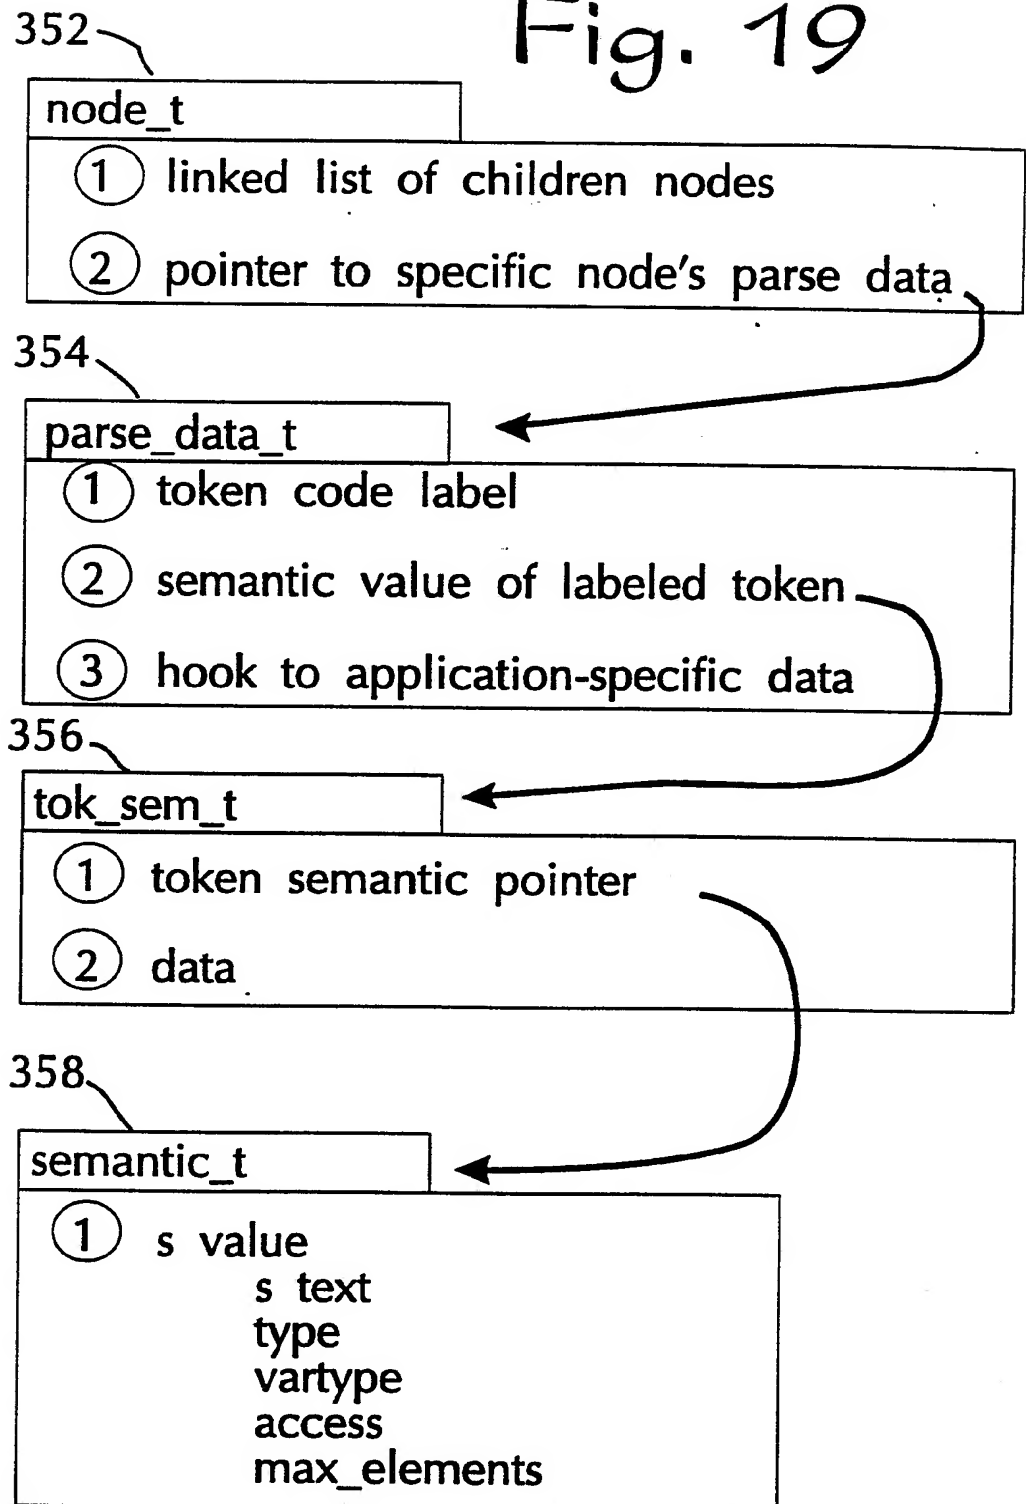 Fig. 19
352
node_t
1 linked list of children nodes
2 pointer to specific node's parse data
354
parse_data_t
1 token code label
2 semantic value of labeled token
3 hook to application-specific data
356
tok_sem_t
1 token semantic pointer
2 data
358
semantic_t
1 s value
s text
type
vartype
access
max_elements